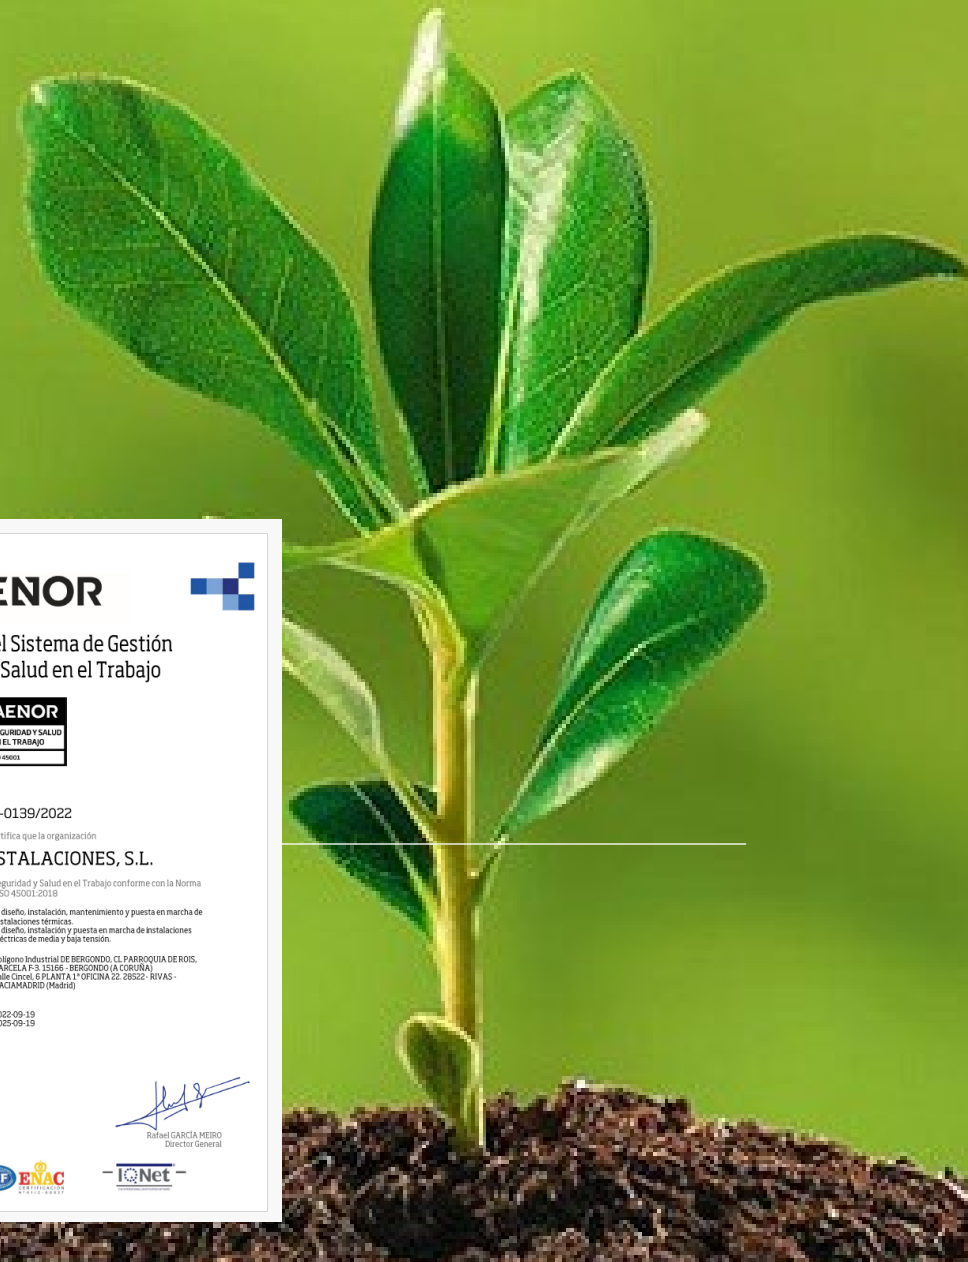 ENOR
el Sistema de Gestión
Salud en el Trabajo
AENOR
GURIDAD Y SALUD
EL TRABAJO
45001
-0139/2022
tifica que la organización
STALACIONES, S.L.
eguridad y Salud en el Trabajo conforme con la Norma
SO 45001:2018
diseño, instalación, mantenimiento y puesta en marcha de
stalaciones térmicas.
diseño, instalación y puesta en marcha de instalaciones
éctricas de media y baja tensión.
olígono Industrial DE BERGONDO, CL PARROQUIA DE ROIS,
ARCELA F-3. 15166 - BERGONDO (A CORUÑA)
alle Cincel, 6 PLANTA 1ª OFICINA 22. 28522 - RIVAS -
ACIAMADRID (Madrid)
022-09-19
025-09-19
Rafael GARCÍA MEIRO
Director General
ENAC
CERTIFICACIÓN
IQNet